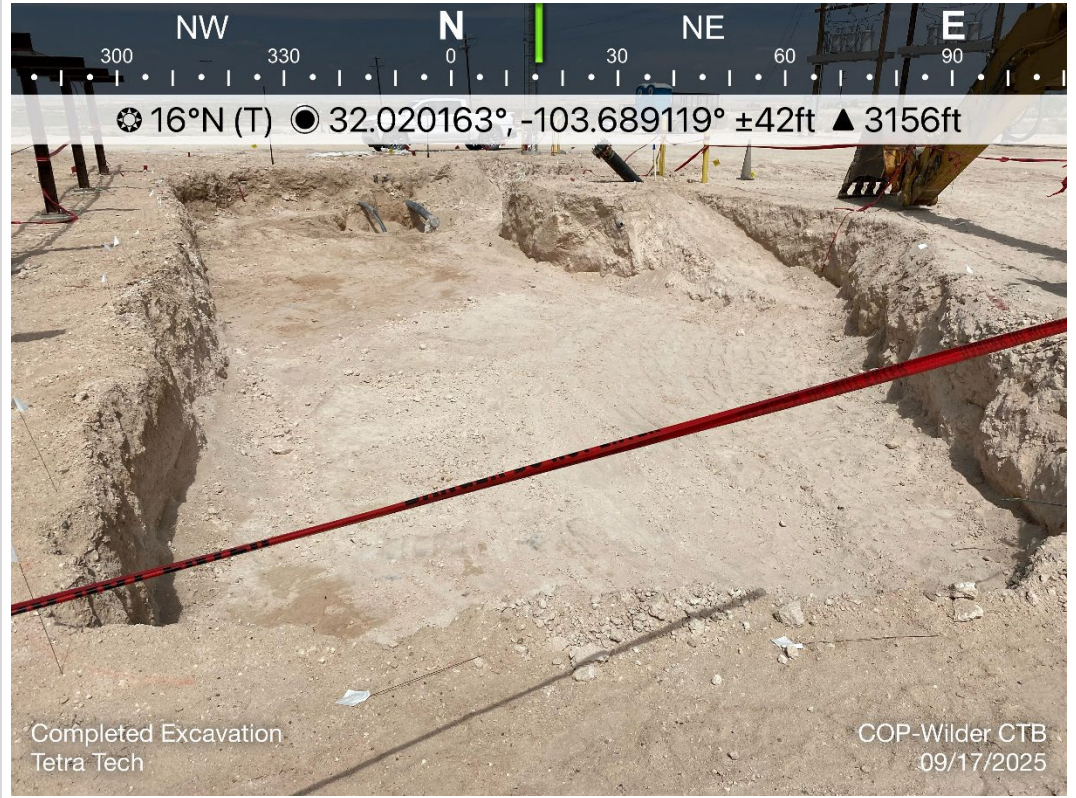 NW N NE E
300 330 0 30 60 90
16°N (T) 32.020163°, -103.689119° ±42ft ▲ 3156ft
Completed Excavation
Tetra Tech
COP-Wilder CTB
09/17/2025